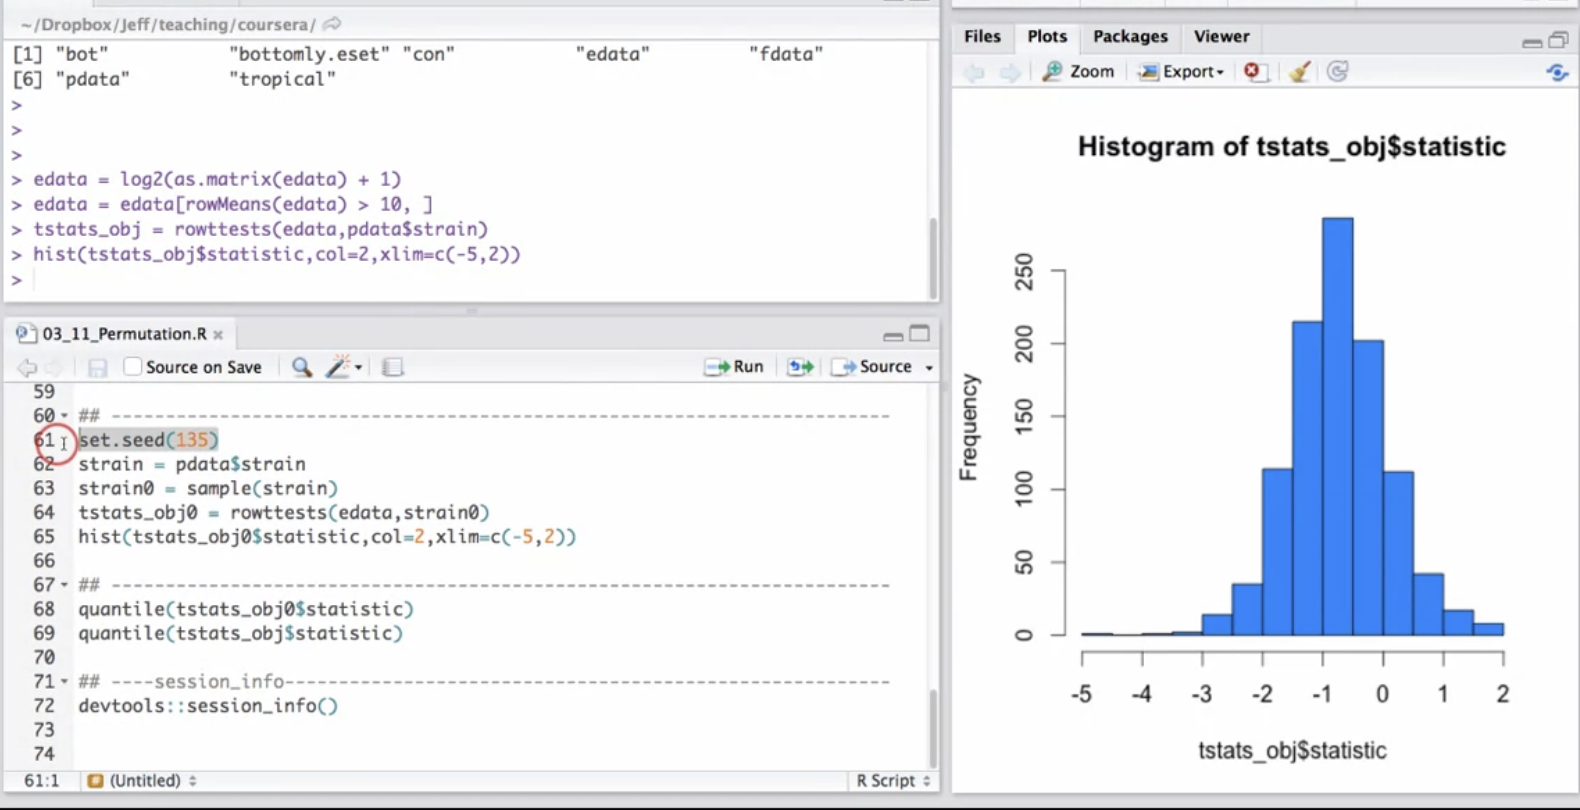 ~/Dropbox/Jeff/teaching/coursera/
[1] "bot" "bottomly.eset" "con" "edata" "fdata"
[6] "pdata" "tropical"
>
>
>
> edata = log2(as.matrix(edata) + 1)
> edata = edata[rowMeans(edata) > 10, ]
> tstats_obj = rowttests(edata,pdata$strain)
> hist(tstats_obj$statistic,col=2,xlim=c(-5,2))
>
03_11_Permutation.R
Source on Save Run Source
59
60 ## ------------------------------------------------------------------------
61 set.seed(135)
62 strain = pdata$strain
63 strain0 = sample(strain)
64 tstats_obj0 = rowttests(edata,strain0)
65 hist(tstats_obj0$statistic,col=2,xlim=c(-5,2))
66
67 ## ------------------------------------------------------------------------
68 quantile(tstats_obj0$statistic)
69 quantile(tstats_obj$statistic)
70
71 ## ----session_info--------------------------------------------------------
72 devtools::session_info()
73
74
61:1 (Untitled) R Script
Files Plots Packages Viewer
Zoom Export
Histogram of tstats_obj$statistic
Frequency
250
200
150
100
50
0
-5 -4 -3 -2 -1 0 1 2
tstats_obj$statistic